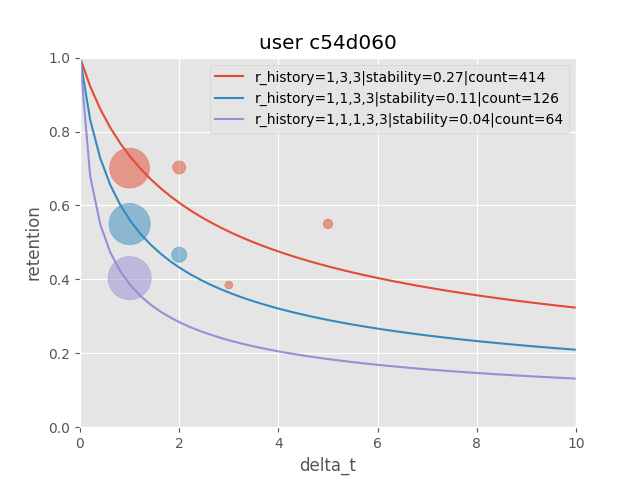 user c54d060
r_history=1,3,3|stability=0.27|count=414
r_history=1,1,3,3|stability=0.11|count=126
r_history=1,1,1,3,3|stability=0.04|count=64
1.0
0.8
0.6
0.4
0.2
0.0
retention
0 2 4 6 8 10
delta_t